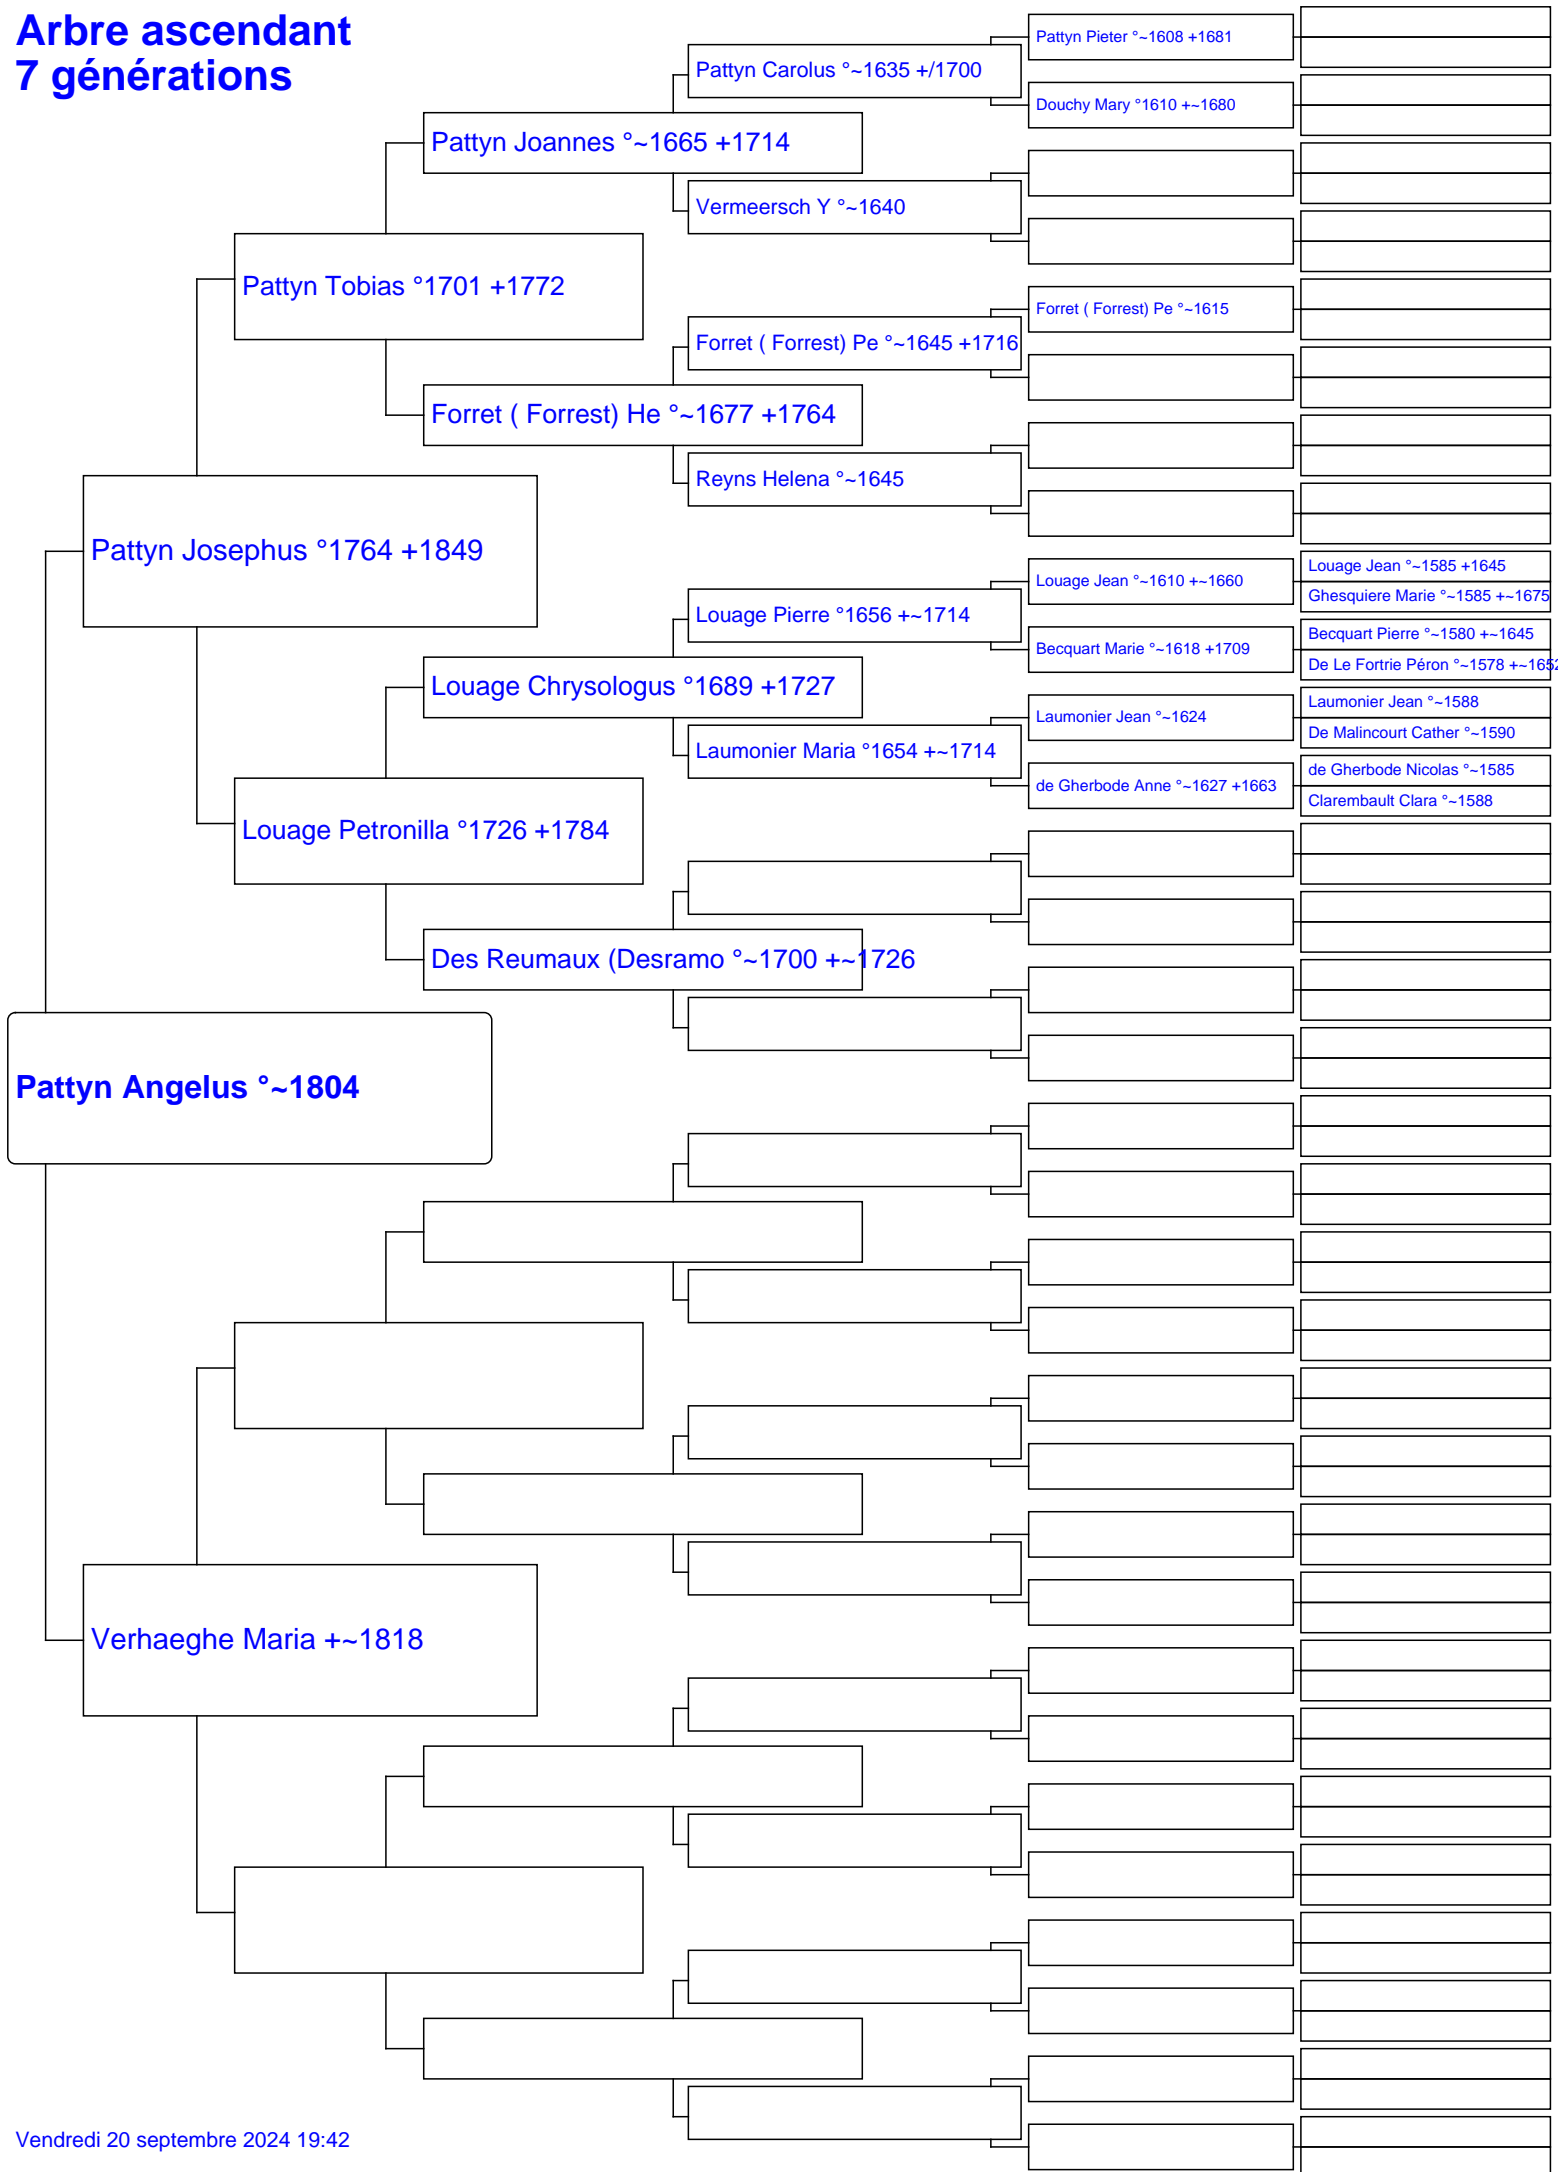 Arbre ascendant
7 générations
Pattyn Pieter °~1608 +1681
Pattyn Carolus °~1635 +/1700
Douchy Mary °1610 +~1680
Pattyn Joannes °~1665 +1714
Vermeersch Y °~1640
Pattyn Tobias °1701 +1772
Forret ( Forrest) Pe °~1615
Forret ( Forrest) Pe °~1645 +1716
Forret ( Forrest) He °~1677 +1764
Reyns Helena °~1645
Pattyn Josephus °1764 +1849
Louage Jean °~1585 +1645
Louage Jean °~1610 +~1660
Ghesquiere Marie °~1585 +~1675
Louage Pierre °1656 +~1714
Becquart Pierre °~1580 +~1645
Becquart Marie °~1618 +1709
De Le Fortrie Péron °~1578 +~1652
Louage Chrysologus °1689 +1727
Laumonier Jean °~1588
Laumonier Jean °~1624
De Malincourt Cather °~1590
Laumonier Maria °1654 +~1714
de Gherbode Nicolas °~1585
de Gherbode Anne °~1627 +1663
Clarembault Clara °~1588
Louage Petronilla °1726 +1784
Des Reumaux (Desramo °~1700 +~1726
Pattyn Angelus °~1804
Verhaeghe Maria +~1818
Vendredi 20 septembre 2024 19:42